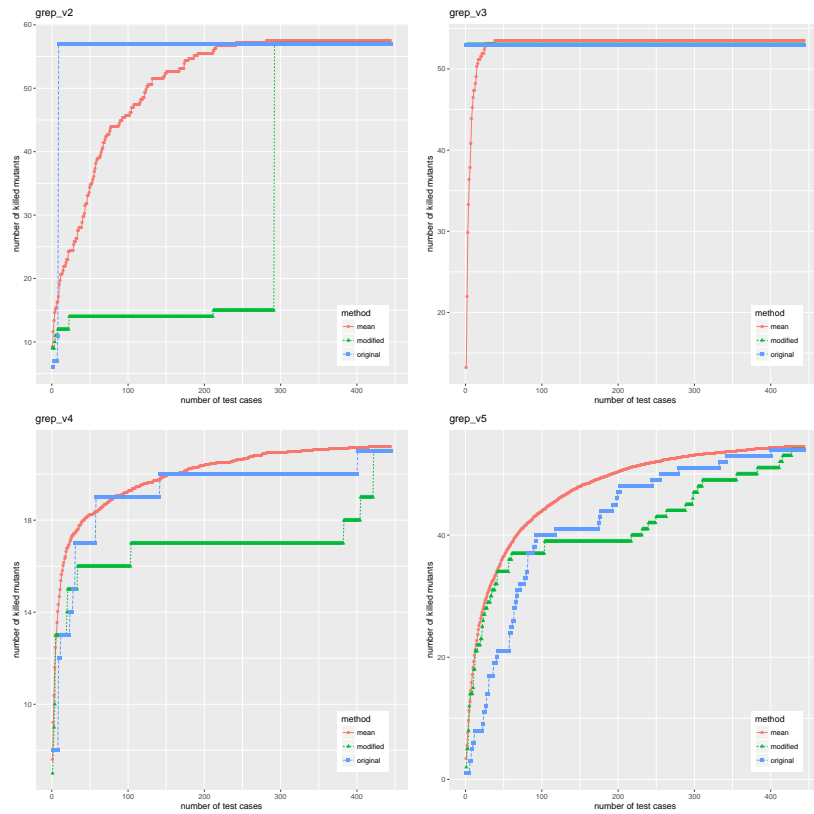 grep_v2
60
50
40
30
20
10
number of killed mutants
0
100
200
300
400
number of test cases
method
mean
modified
original
grep_v3
50
40
30
20
number of killed mutants
0
100
200
300
400
number of test cases
method
mean
modified
original
grep_v4
18
14
10
number of killed mutants
0
100
200
300
400
number of test cases
method
mean
modified
original
grep_v5
40
20
0
number of killed mutants
0
100
200
300
400
number of test cases
method
mean
modified
original